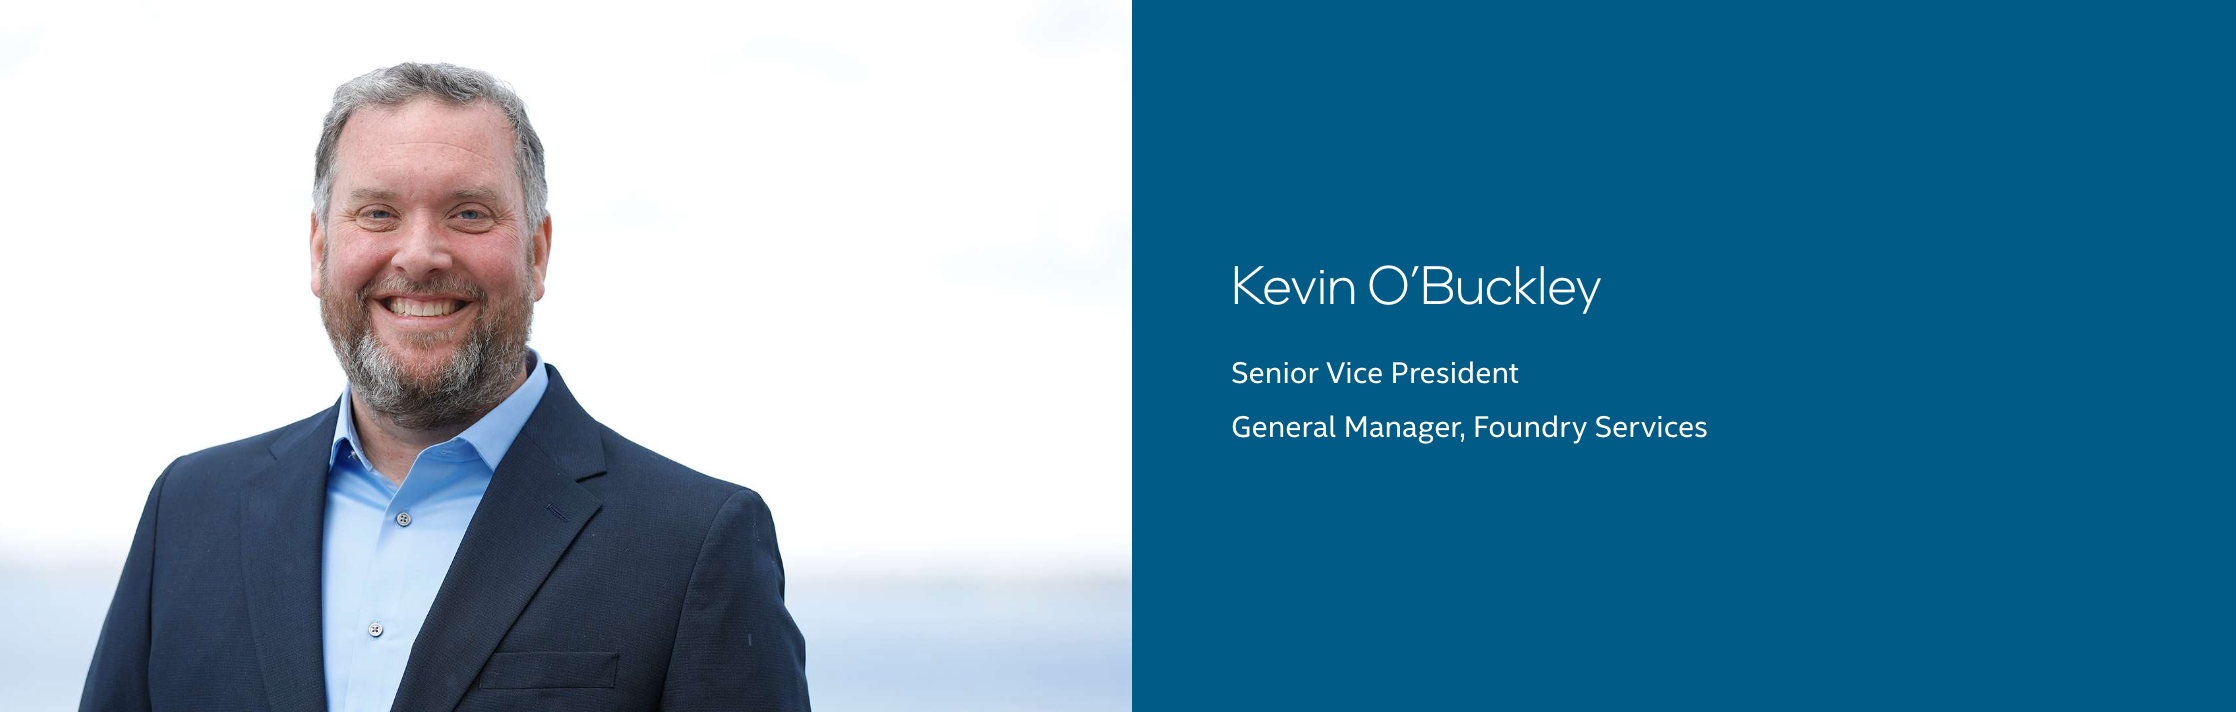 Kevin O’Buckley
Senior Vice President
General Manager, Foundry Services